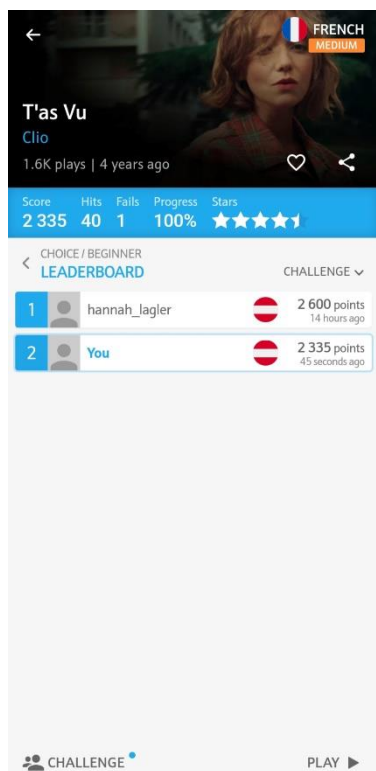 FRENCH
MEDIUM
T'as Vu
Clio
1.6K plays | 4 years ago
Score Hits Fails Progress Stars
2 335 40 1 100%
CHOICE / BEGINNER
LEADERBOARD
CHALLENGE
1 hannah_lagler 2 600 points
14 hours ago
2 You 2 335 points
45 seconds ago
CHALLENGE PLAY